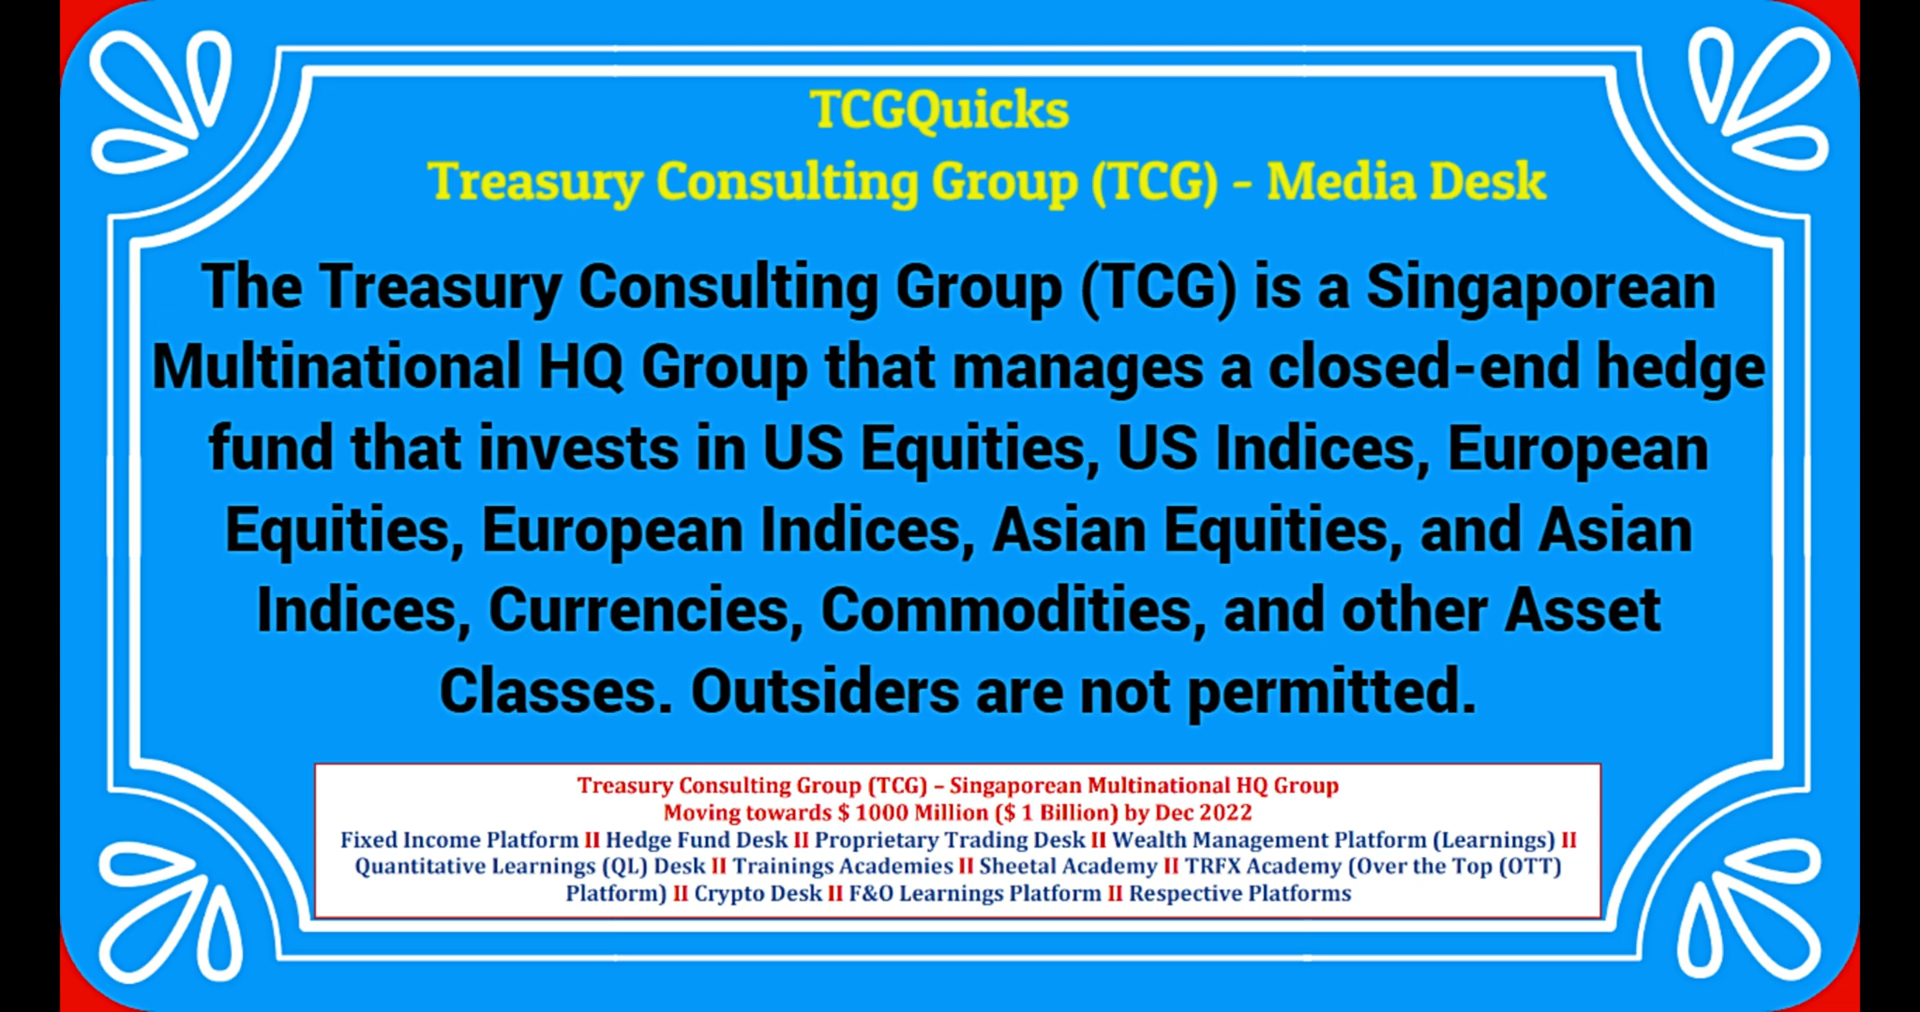 TCGQuicks
Treasury Consulting Group (TCG) - Media Desk
The Treasury Consulting Group (TCG) is a Singaporean
Multinational HQ Group that manages a closed-end hedge
fund that invests in US Equities, US Indices, European
Equities, European Indices, Asian Equities, and Asian
Indices, Currencies, Commodities, and other Asset
Classes. Outsiders are not permitted.
Treasury Consulting Group (TCG) – Singaporean Multinational HQ Group
Moving towards $ 1000 Million ($ 1 Billion) by Dec 2022
Fixed Income Platform II Hedge Fund Desk II Proprietary Trading Desk II Wealth Management Platform (Learnings) II
Quantitative Learnings (QL) Desk II Trainings Academies II Sheetal Academy II TRFX Academy (Over the Top (OTT)
Platform) II Crypto Desk II F&O Learnings Platform II Respective Platforms